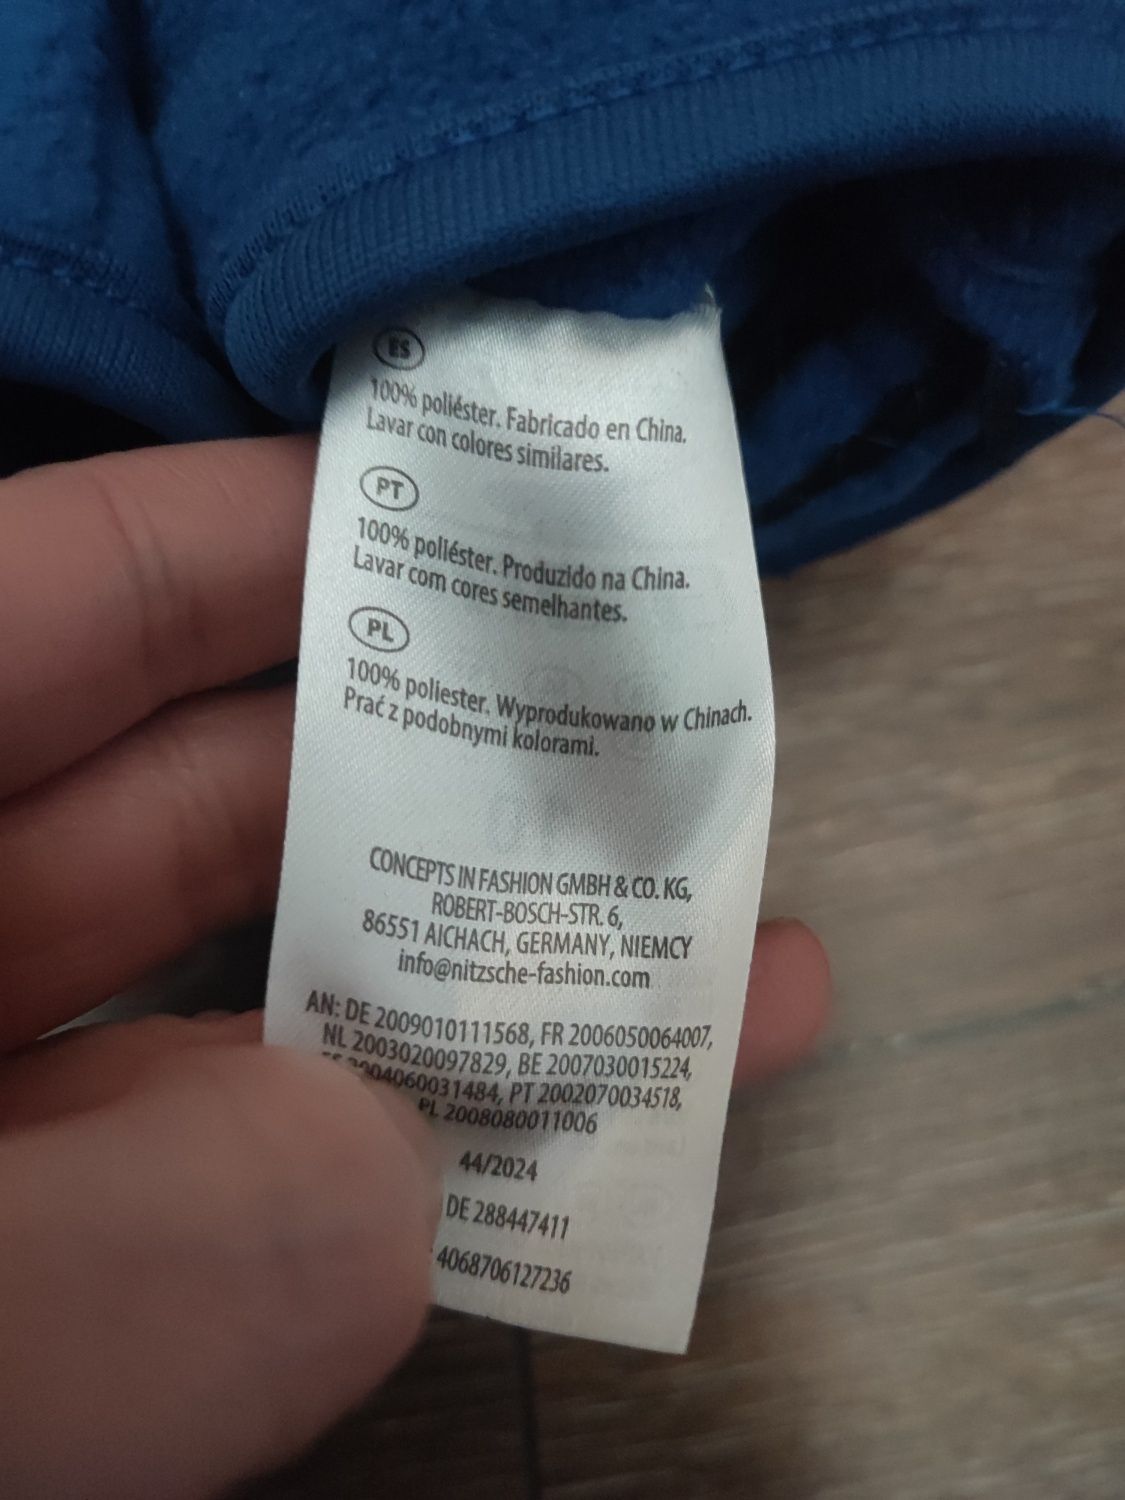 ES
100% poliéster. Fabricado en China.
Lavar con colores similares.
PT
100% poliéster. Produzido na China.
Lavar com cores semelhantes.
PL
100% poliester. Wyprodukowano w Chinach.
Prać z podobnymi kolorami.
CONCEPTS IN FASHION GMBH & CO. KG,
ROBERT-BOSCH-STR. 6,
86551 AICHACH, GERMANY, NIEMCY
info@nitzsche-fashion.com
AN: DE 2009010111568, FR 2006050064007,
NL 2003020097829, BE 2007030015224,
2004060031484, PT 2002070034518,
PL 2008080011006
44/2024
DE 288447411
4068706127236